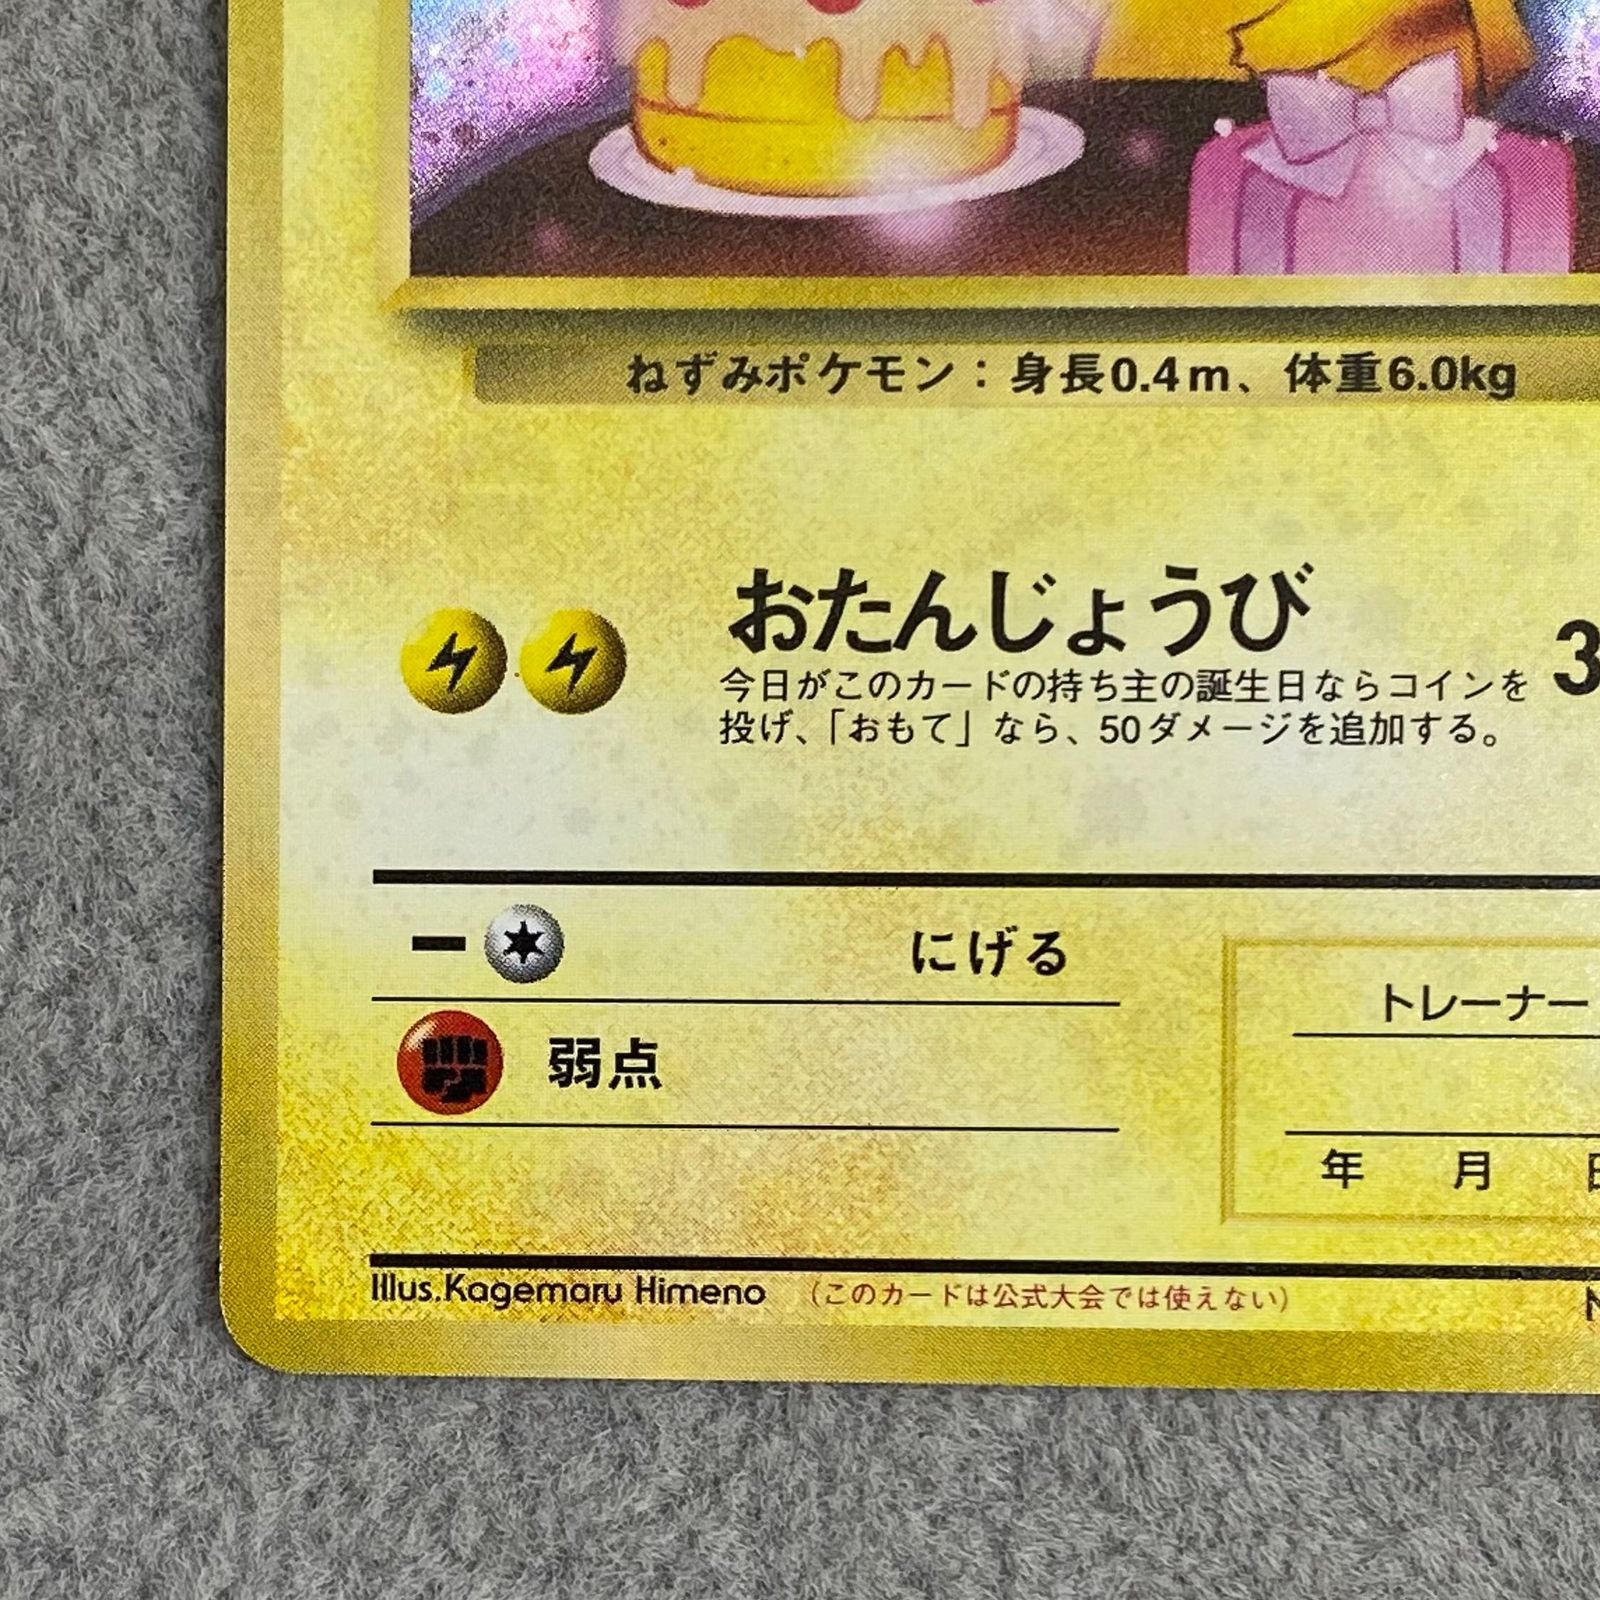 ねずみポケモン：身長0.4m、体重6.0kg
おたんじょうび
今日がこのカードの持ち主の誕生日ならコインを
投げ、「おもて」なら、50ダメージを追加する。
3
にげる
弱点
トレーナー
年 月 日
Illus.Kagemaru Himeno （このカードは公式大会では使えない）